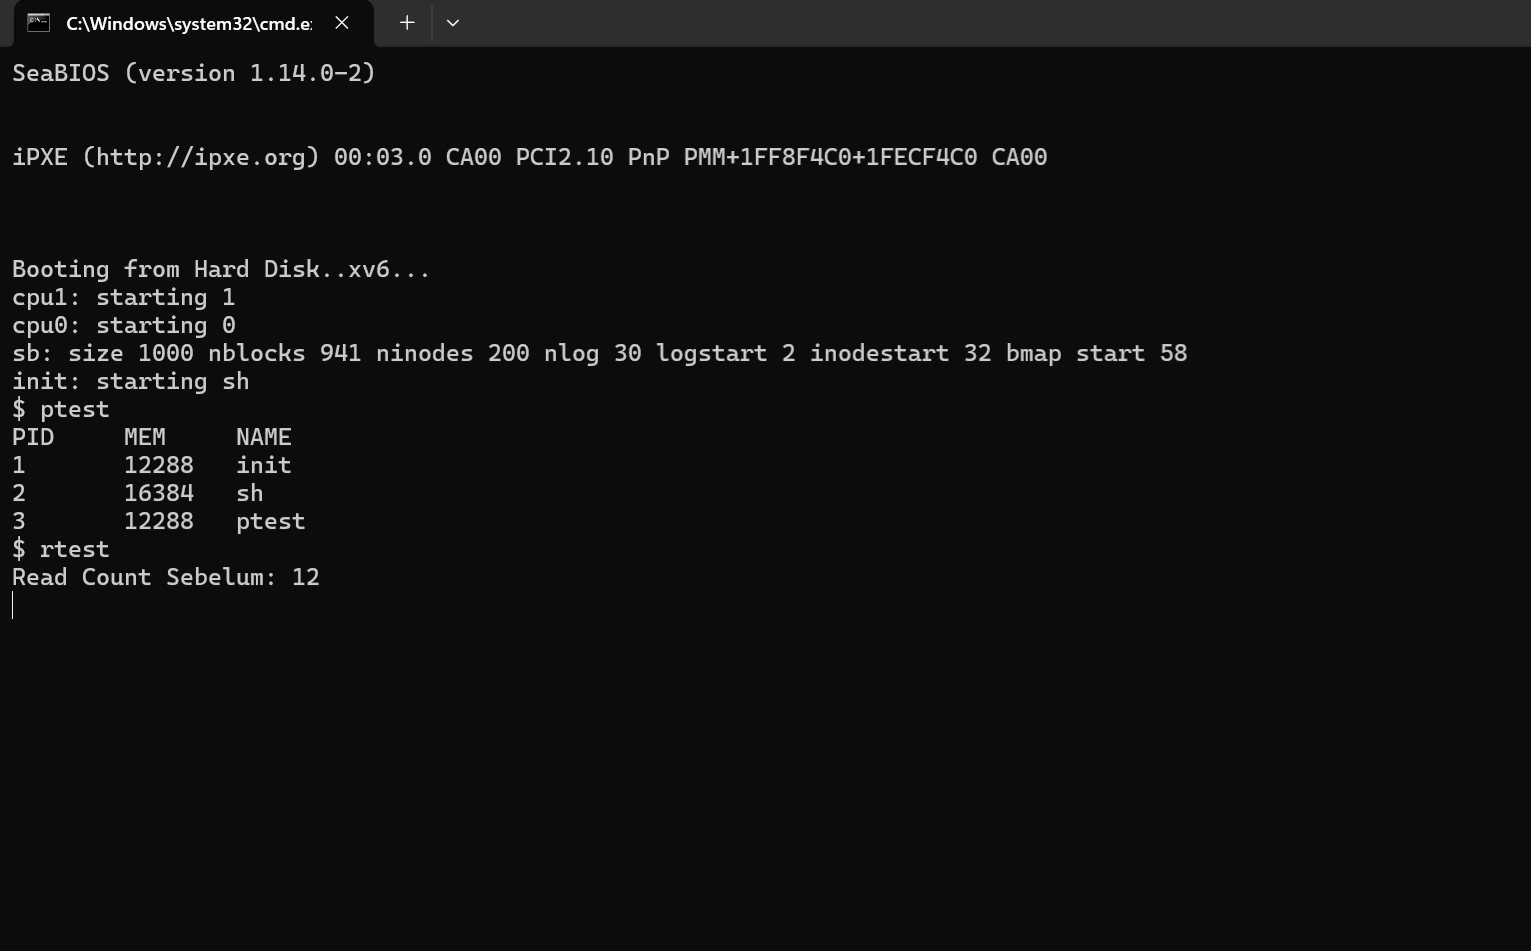 C:\Windows\system32\cmd.e
SeaBIOS (version 1.14.0-2)
iPXE (http://ipxe.org) 00:03.0 CA00 PCI2.10 PnP PMM+1FF8F4C0+1FECF4C0 CA00
Booting from Hard Disk..xv6...
cpu1: starting 1
cpu0: starting 0
sb: size 1000 nblocks 941 ninodes 200 nlog 30 logstart 2 inodestart 32 bmap start 58
init: starting sh
$ ptest
PID MEM NAME
1 12288 init
2 16384 sh
3 12288 ptest
$ rtest
Read Count Sebelum: 12